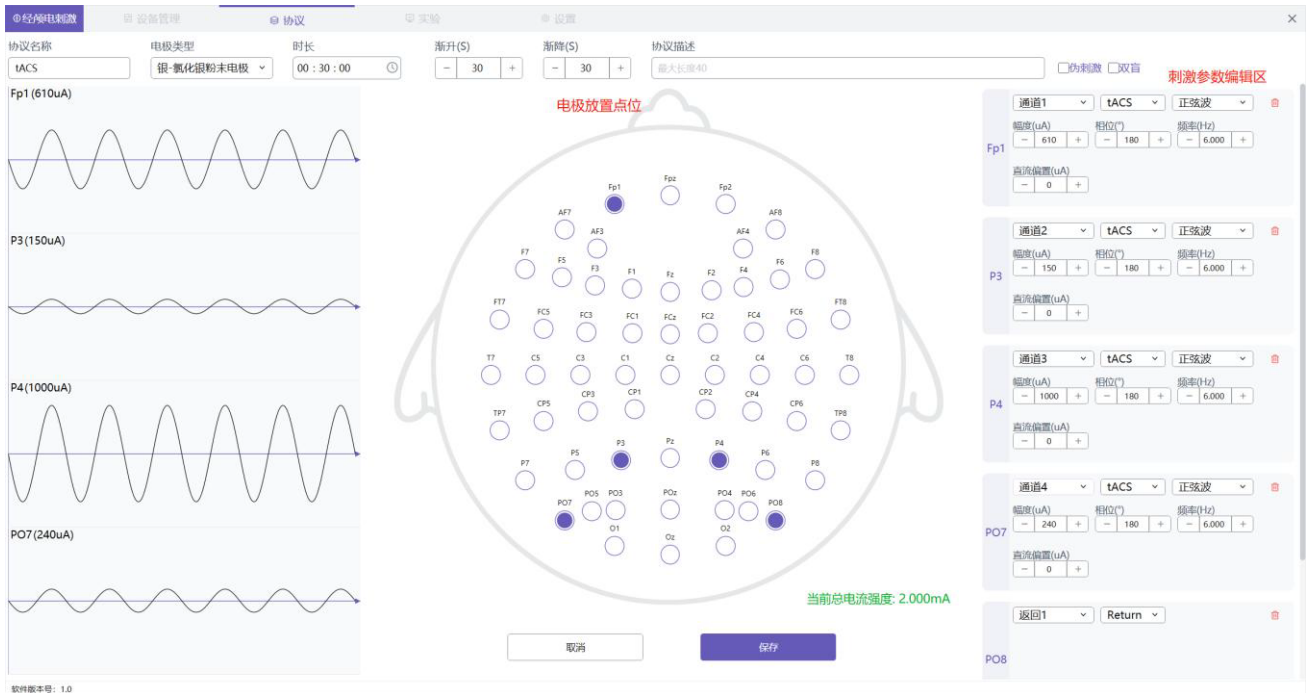 经颅电刺激 设备管理 协议 实验 设置
协议名称 电极类型 时长 渐升(S) 渐降(S) 协议描述
tACS 银-氯化银粉末电极 00 : 30 : 00 - 30 + - 30 + 最大长度40 伪刺激 双盲
刺激参数编辑区
电极放置点位
Fp1(610uA)
P3(150uA)
P4(1000uA)
PO7(240uA)
Fp1 Fpz Fp2
AF7 AF8
AF3 AF4
F7 F5 F3 F1 Fz F2 F4 F6 F8
FT7 FC5 FC3 FC1 FCz FC2 FC4 FC6 FT8
T7 C5 C3 C1 Cz C2 C4 C6 T8
TP7 CP5 CP3 CP1 CP2 CP4 CP6 TP8
P7 P5 P3 Pz P4 P6 P8
PO7 PO5 PO3 POz PO4 PO6 PO8
O1 Oz O2
当前总电流强度: 2.000mA
取消 保存
Fp1
通道1 tACS 正弦波
幅度(uA) 相位(°) 频率(Hz)
- 610 + - 180 + - 6.000 +
直流偏置(uA)
- 0 +
P3
通道2 tACS 正弦波
幅度(uA) 相位(°) 频率(Hz)
- 150 + - 180 + - 6.000 +
直流偏置(uA)
- 0 +
P4
通道3 tACS 正弦波
幅度(uA) 相位(°) 频率(Hz)
- 1000 + - 180 + - 6.000 +
直流偏置(uA)
- 0 +
PO7
通道4 tACS 正弦波
幅度(uA) 相位(°) 频率(Hz)
- 240 + - 180 + - 6.000 +
直流偏置(uA)
- 0 +
返回1 Return
PO8
软件版本号: 1.0